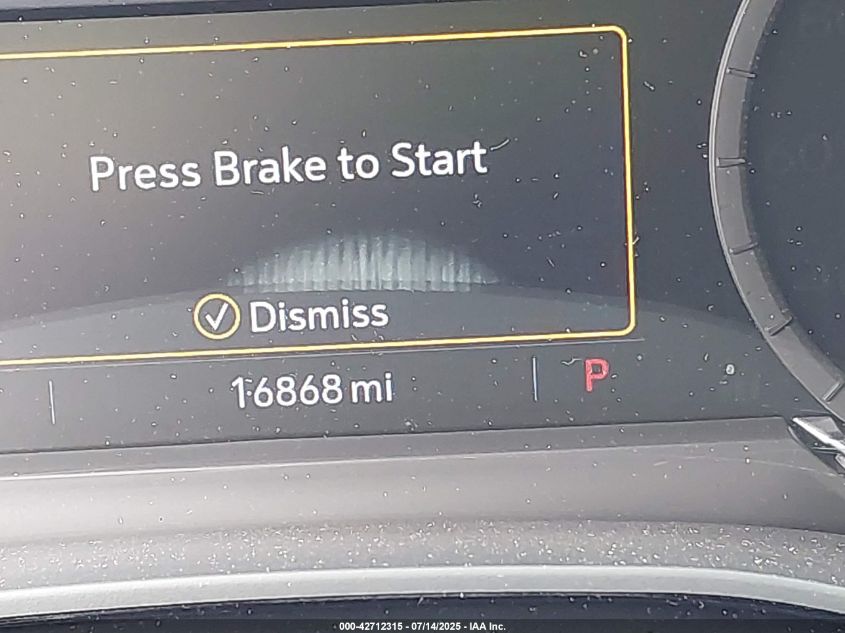 Press Brake to Start
Dismiss
16868 mi
P
000-42712315 - 07/14/2025 - IAA Inc.